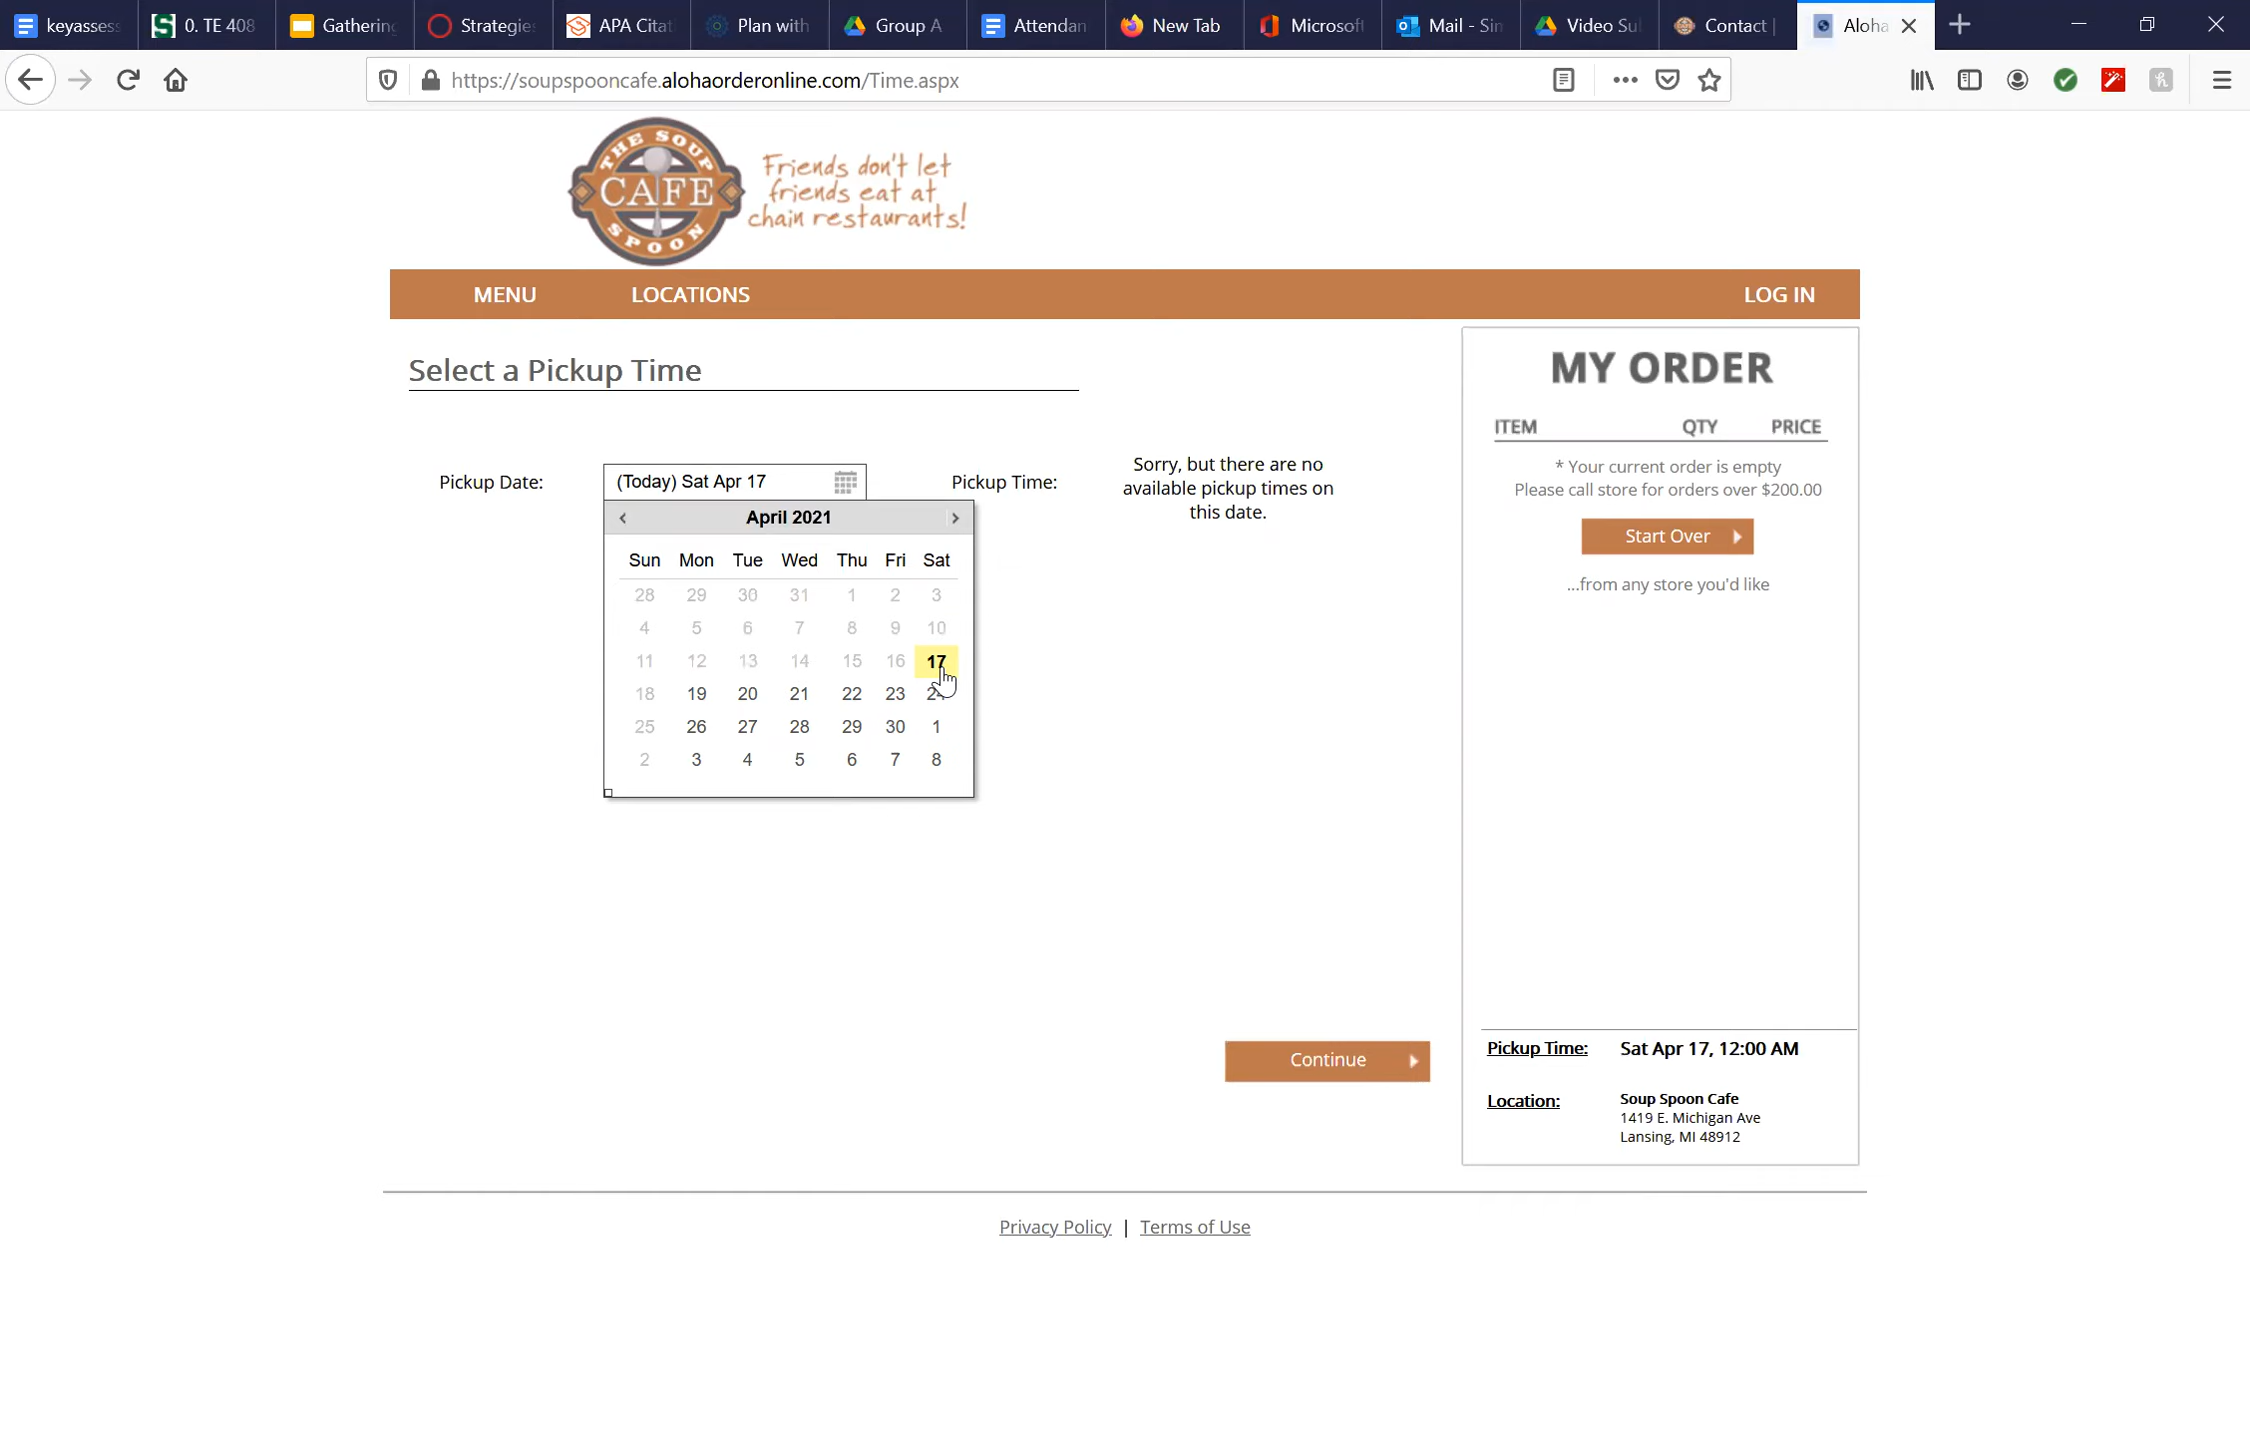 keyassess
0. TE 408
Gathering
Strategies
APA Citat
Plan with
Group A
Attendan
New Tab
Microsoft
Mail - Sim
Video Sul
Contact |
Aloha
https://soupspooncafe.alohaorderonline.com/Time.aspx
THE SOUP
CAFE
SPOON
Friends don't let
friends eat at
chain restaurants!
MENU
LOCATIONS
LOG IN
Select a Pickup Time
Pickup Date:
(Today) Sat Apr 17
Pickup Time:
Sorry, but there are no
available pickup times on
this date.
April 2021
Sun Mon Tue Wed Thu Fri Sat
28 29 30 31 1 2 3
4 5 6 7 8 9 10
11 12 13 14 15 16 17
18 19 20 21 22 23 24
25 26 27 28 29 30 1
2 3 4 5 6 7 8
Continue
MY ORDER
ITEM QTY PRICE
* Your current order is empty
Please call store for orders over $200.00
Start Over
...from any store you'd like
Pickup Time: Sat Apr 17, 12:00 AM
Location: Soup Spoon Cafe
1419 E. Michigan Ave
Lansing, MI 48912
Privacy Policy | Terms of Use